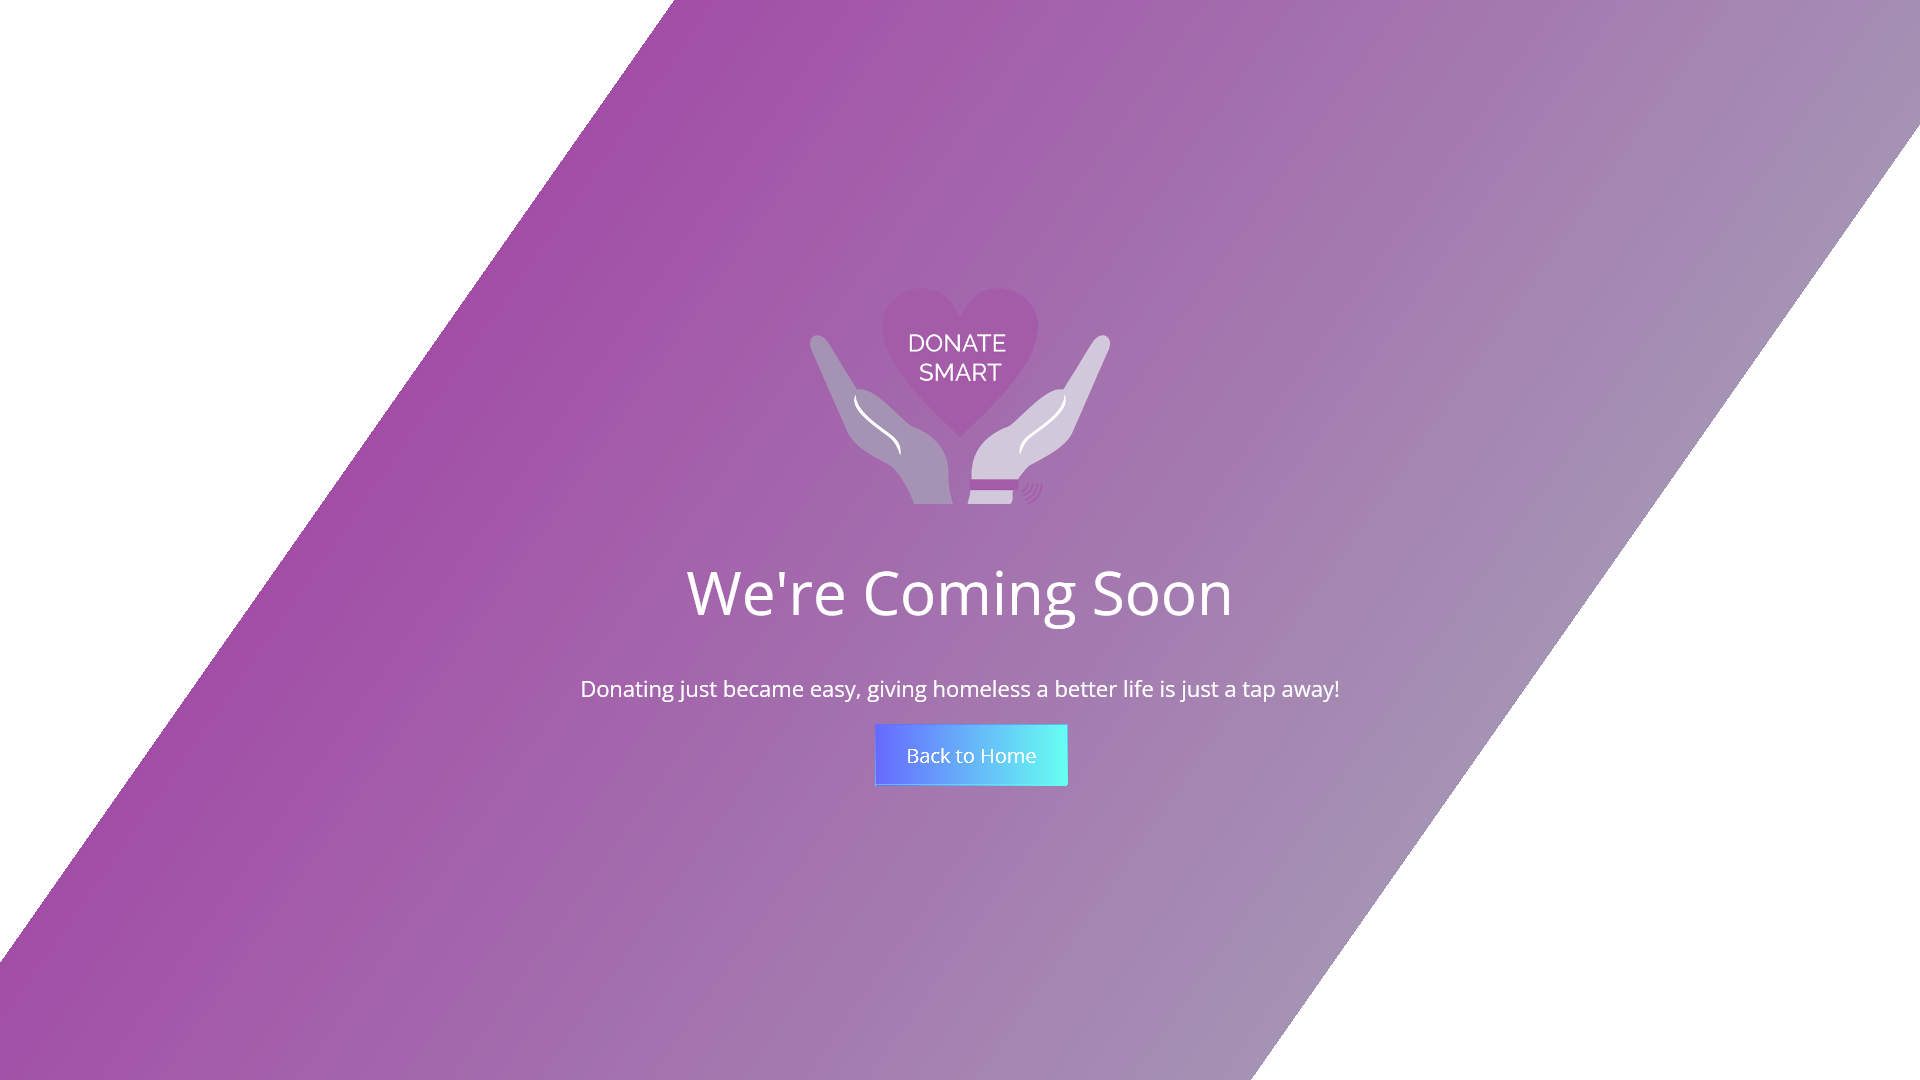 DONATE
SMART
We're Coming Soon
Donating just became easy, giving homeless a better life is just a tap away!
Back to Home